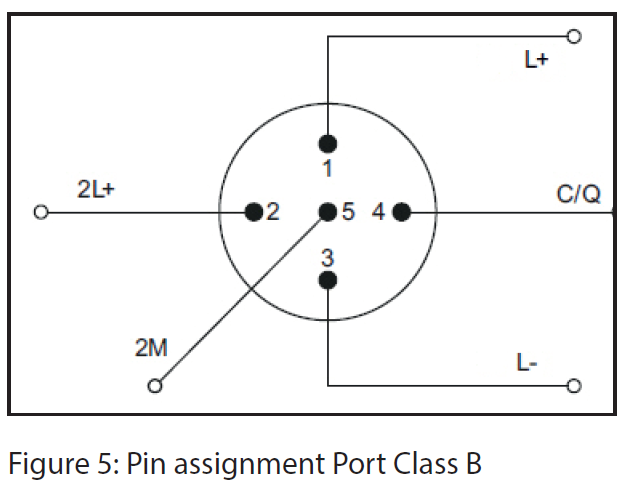 L+
1
2L+
2
5
4
C/Q
3
2M
L-
Figure 5: Pin assignment Port Class B